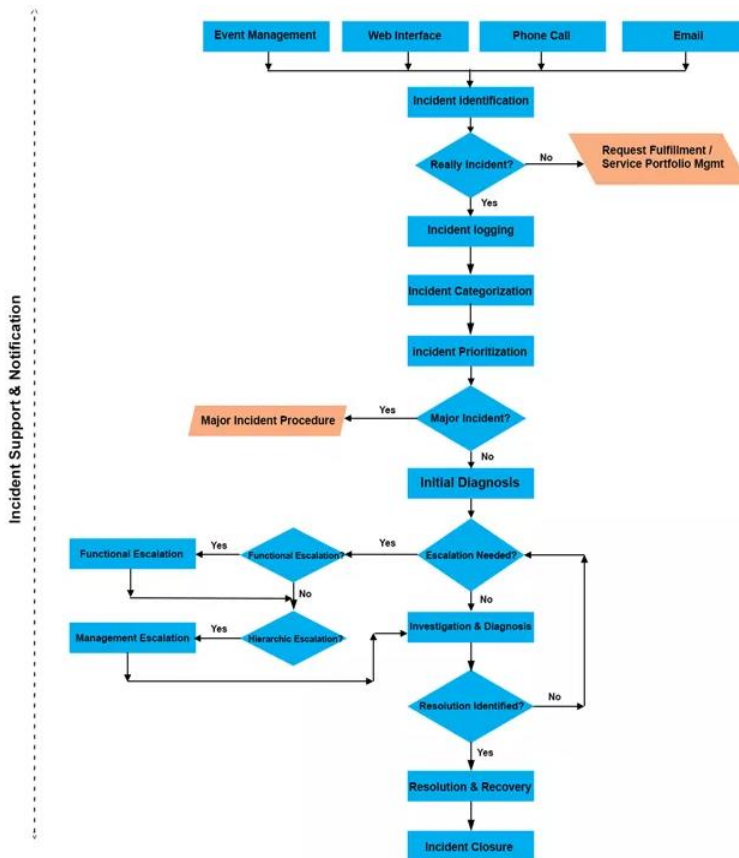 Event Management
Web Interface
Phone Call
Email
Incident identification
Really Incident?
No
Request Fulfillment /
Service Portfolio Mgmt
Yes
Incident logging
Incident Categorization
incident Prioritization
Major Incident?
Yes
Major Incident Procedure
No
Initial Diagnosis
Escalation Needed?
Yes
Functional Escalation?
Yes
Functional Escalation
No
No
Hierarchic Escalation?
Yes
Management Escalation
Investigation & Diagnosis
Resolution Identified?
No
Yes
Resolution & Recovery
Incident Closure
Incident Support & Notification